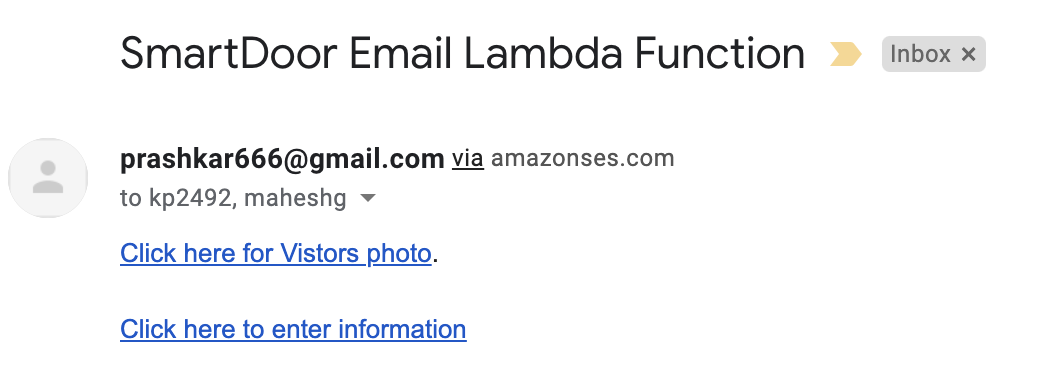 SmartDoor Email Lambda Function
Inbox ×
prashkar666@gmail.com via amazonses.com
to kp2492, maheshg
Click here for Vistors photo.
Click here to enter information